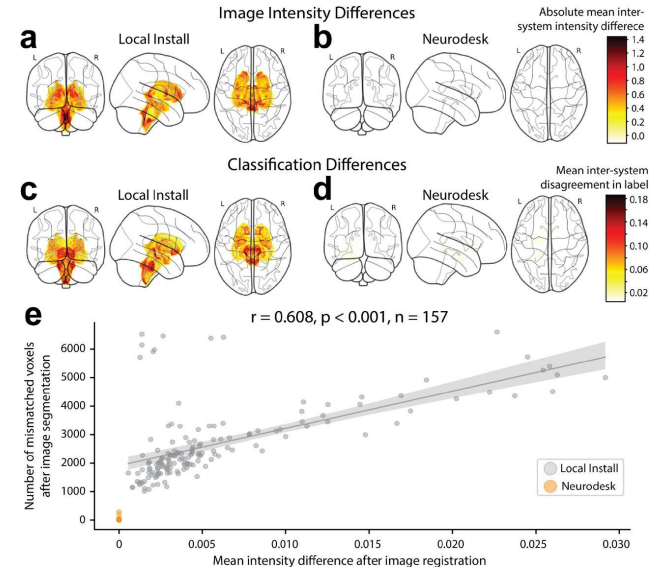 Image Intensity Differences
a
Local Install
L
R
b
Neurodesk
L
R
Absolute mean inter-
system intensity differece
1.4
1.2
1.0
0.8
0.6
0.4
0.2
0.0
Classification Differences
c
Local Install
L
R
d
Neurodesk
L
R
Mean inter-system
disagreement in label
0.18
0.14
0.10
0.06
0.02
e
r = 0.608, p < 0.001, n = 157
Number of mismatched voxels
after image segmentation
6000
5000
4000
3000
2000
1000
0
Local Install
Neurodesk
0
0.005
0.010
0.015
0.020
0.025
0.030
Mean intensity difference after image registration